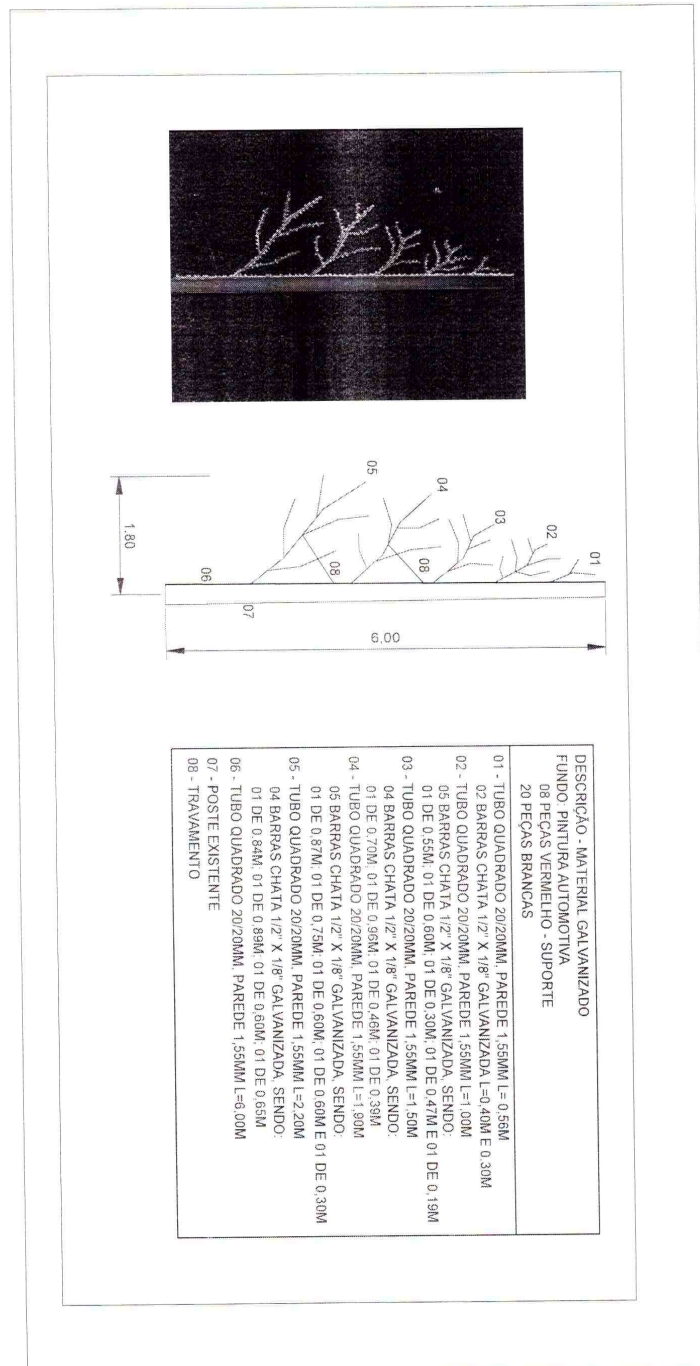 05
04
03
02
01
08
08
06
07
1,80
6,00
DESCRIÇÃO - MATERIAL GALVANIZADO
FUNDO: PINTURA AUTOMOTIVA
08 PEÇAS VERMELHO - SUPORTE
20 PEÇAS BRANCAS
01 - TUBO QUADRADO 20/20MM, PAREDE 1,55MM L= 0,56M
02 BARRAS CHATA 1/2" X 1/8" GALVANIZADA L=0,40M E 0,30M
02 - TUBO QUADRADO 20/20MM, PAREDE 1,55MM L=1,00M
05 BARRAS CHATA 1/2" X 1/8" GALVANIZADA, SENDO:
01 DE 0,55M; 01 DE 0,60M; 01 DE 0,30M; 01 DE 0,47M E 01 DE 0,19M
03 - TUBO QUADRADO 20/20MM, PAREDE 1,55MM L=1,50M
04 BARRAS CHATA 1/2" X 1/8" GALVANIZADA, SENDO:
01 DE 0,70M; 01 DE 0,96M; 01 DE 0,46M; 01 DE 0,39M
04 - TUBO QUADRADO 20/20MM, PAREDE 1,55MM L=1,90M
05 BARRAS CHATA 1/2" X 1/8" GALVANIZADA, SENDO:
01 DE 0,87M; 01 DE 0,75M; 01 DE 0,60M; 01 DE 0,60M E 01 DE 0,30M
05 - TUBO QUADRADO 20/20MM, PAREDE 1,55MM L=2,20M
04 BARRAS CHATA 1/2" X 1/8" GALVANIZADA, SENDO:
01 DE 0,84M; 01 DE 0,89M; 01 DE 0,60M; 01 DE 0,65M
06 - TUBO QUADRADO 20/20MM, PAREDE 1,55MM L=6,00M
07 - POSTE EXISTENTE
08 - TRAVAMENTO